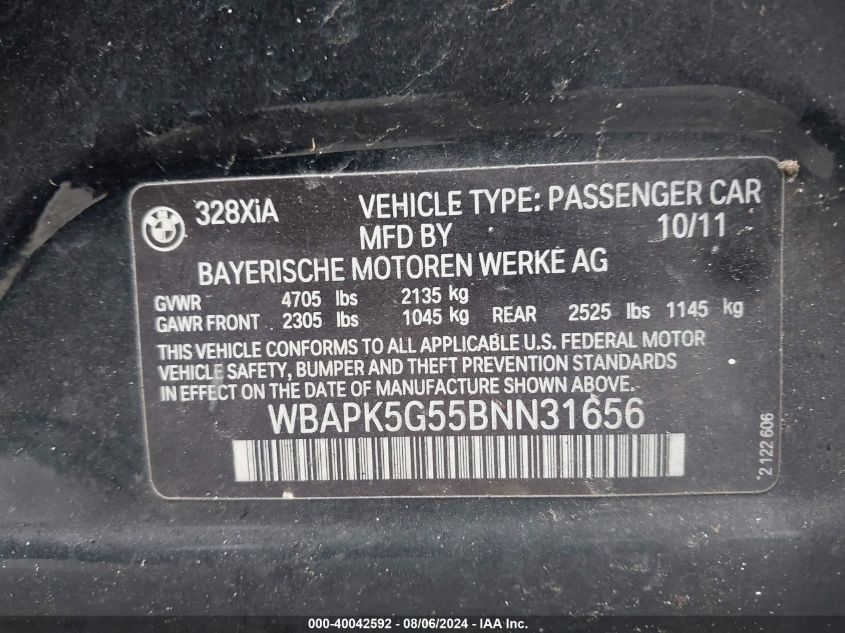 328XiA VEHICLE TYPE: PASSENGER CAR
MFD BY 10/11
BAYERISCHE MOTOREN WERKE AG
GVWR 4705 lbs 2135 kg
GAWR FRONT 2305 lbs 1045 kg REAR 2525 lbs 1145 kg
THIS VEHICLE CONFORMS TO ALL APPLICABLE U.S. FEDERAL MOTOR
VEHICLE SAFETY, BUMPER AND THEFT PREVENTION STANDARDS
IN EFFECT ON THE DATE OF MANUFACTURE SHOWN ABOVE.
WBAPK5G55BNN31656
2 122 606
000-40042592 - 08/06/2024 - IAA Inc.